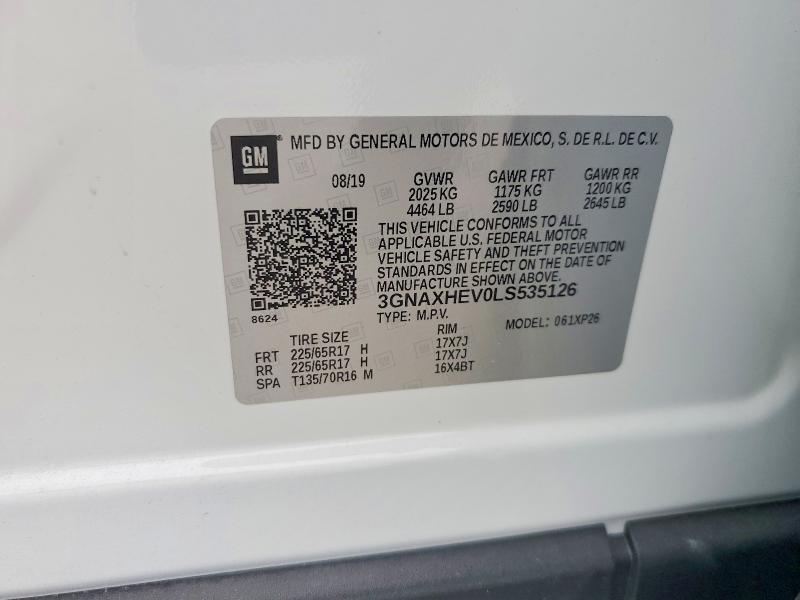 GM
MFD BY GENERAL MOTORS DE MEXICO, S. DE R.L. DE C.V.
08/19 GVWR GAWR FRT GAWR RR
2025 KG 1175 KG 1200 KG
4464 LB 2590 LB 2645 LB
THIS VEHICLE CONFORMS TO ALL
APPLICABLE U.S. FEDERAL MOTOR
VEHICLE SAFETY AND THEFT PREVENTION
STANDARDS IN EFFECT ON THE DATE OF
MANUFACTURE SHOWN ABOVE.
3GNAXHEV0LS535126
8624
TYPE: M.P.V. MODEL: 061XP26
TIRE SIZE RIM
FRT 225/65R17 H 17X7J
RR 225/65R17 H 17X7J
SPA T135/70R16 M 16X4BT